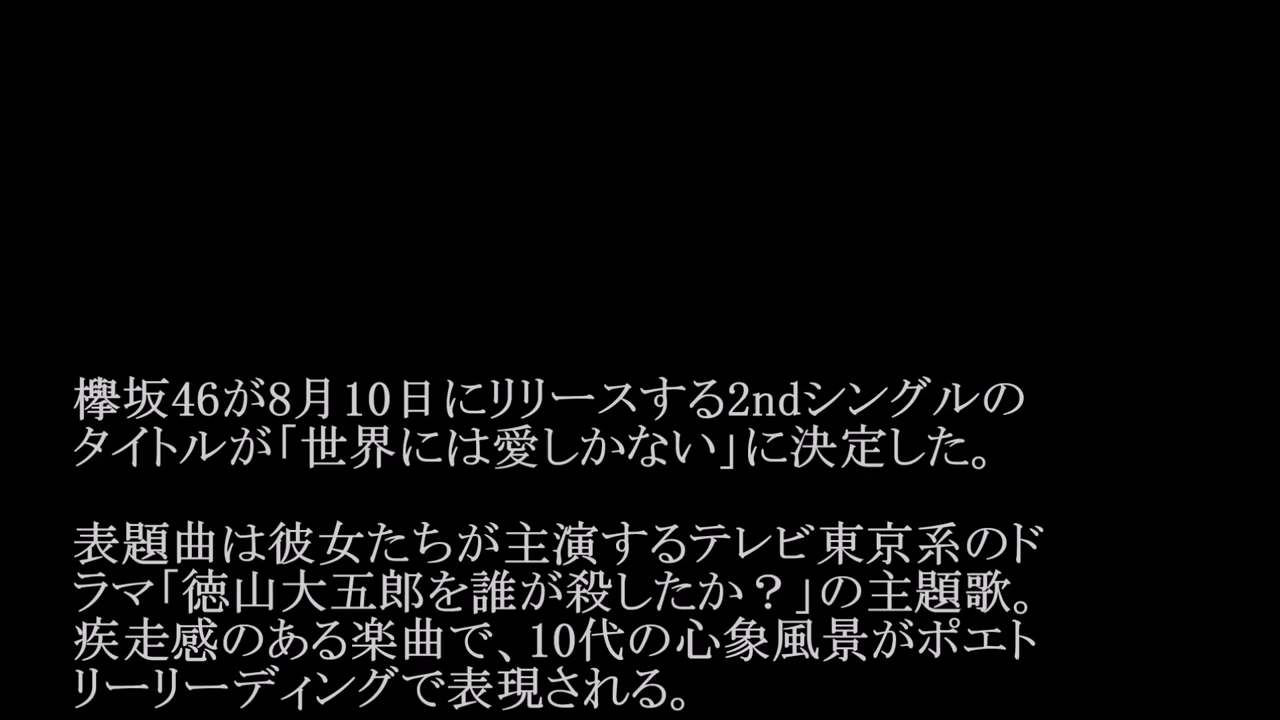 欅坂46が8月10日にリリースする2ndシングルの
タイトルが「世界には愛しかない」に決定した。
表題曲は彼女たちが主演するテレビ東京系のド
ラマ「徳山大五郎を誰が殺したか？」の主題歌。
疾走感のある楽曲で、10代の心象風景がポエト
リーリーディングで表現される。